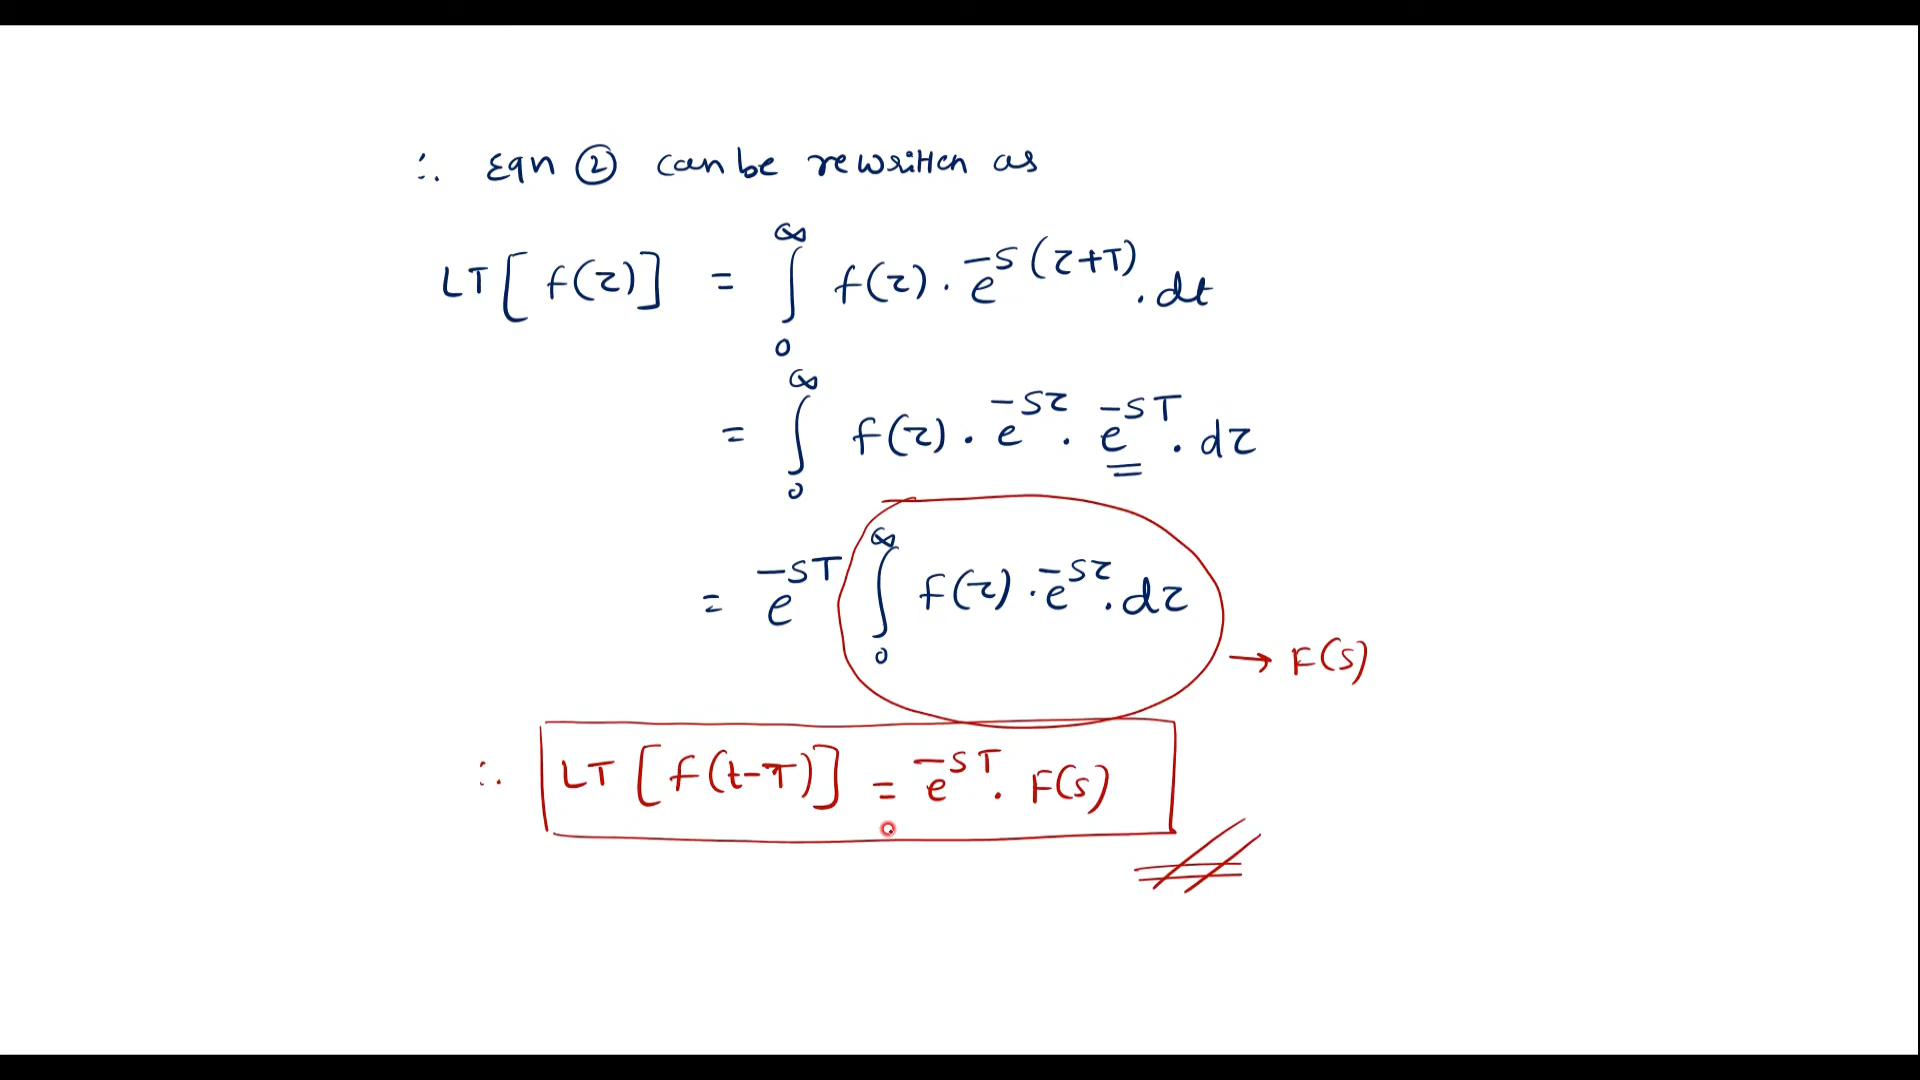 ∴ Eqn ② can be rewritten as
LT[f(τ)] = ∫₀^∞ f(τ) · e^{-s(τ+T)} · dt
= ∫₀^∞ f(τ) · e^{-sτ} · e^{-sT} · dτ
= e^{-sT} ∫₀^∞ f(τ) · e^{-sτ} · dτ
→ F(s)
∴ LT[f(t-T)] = e^{-sT} · F(s)